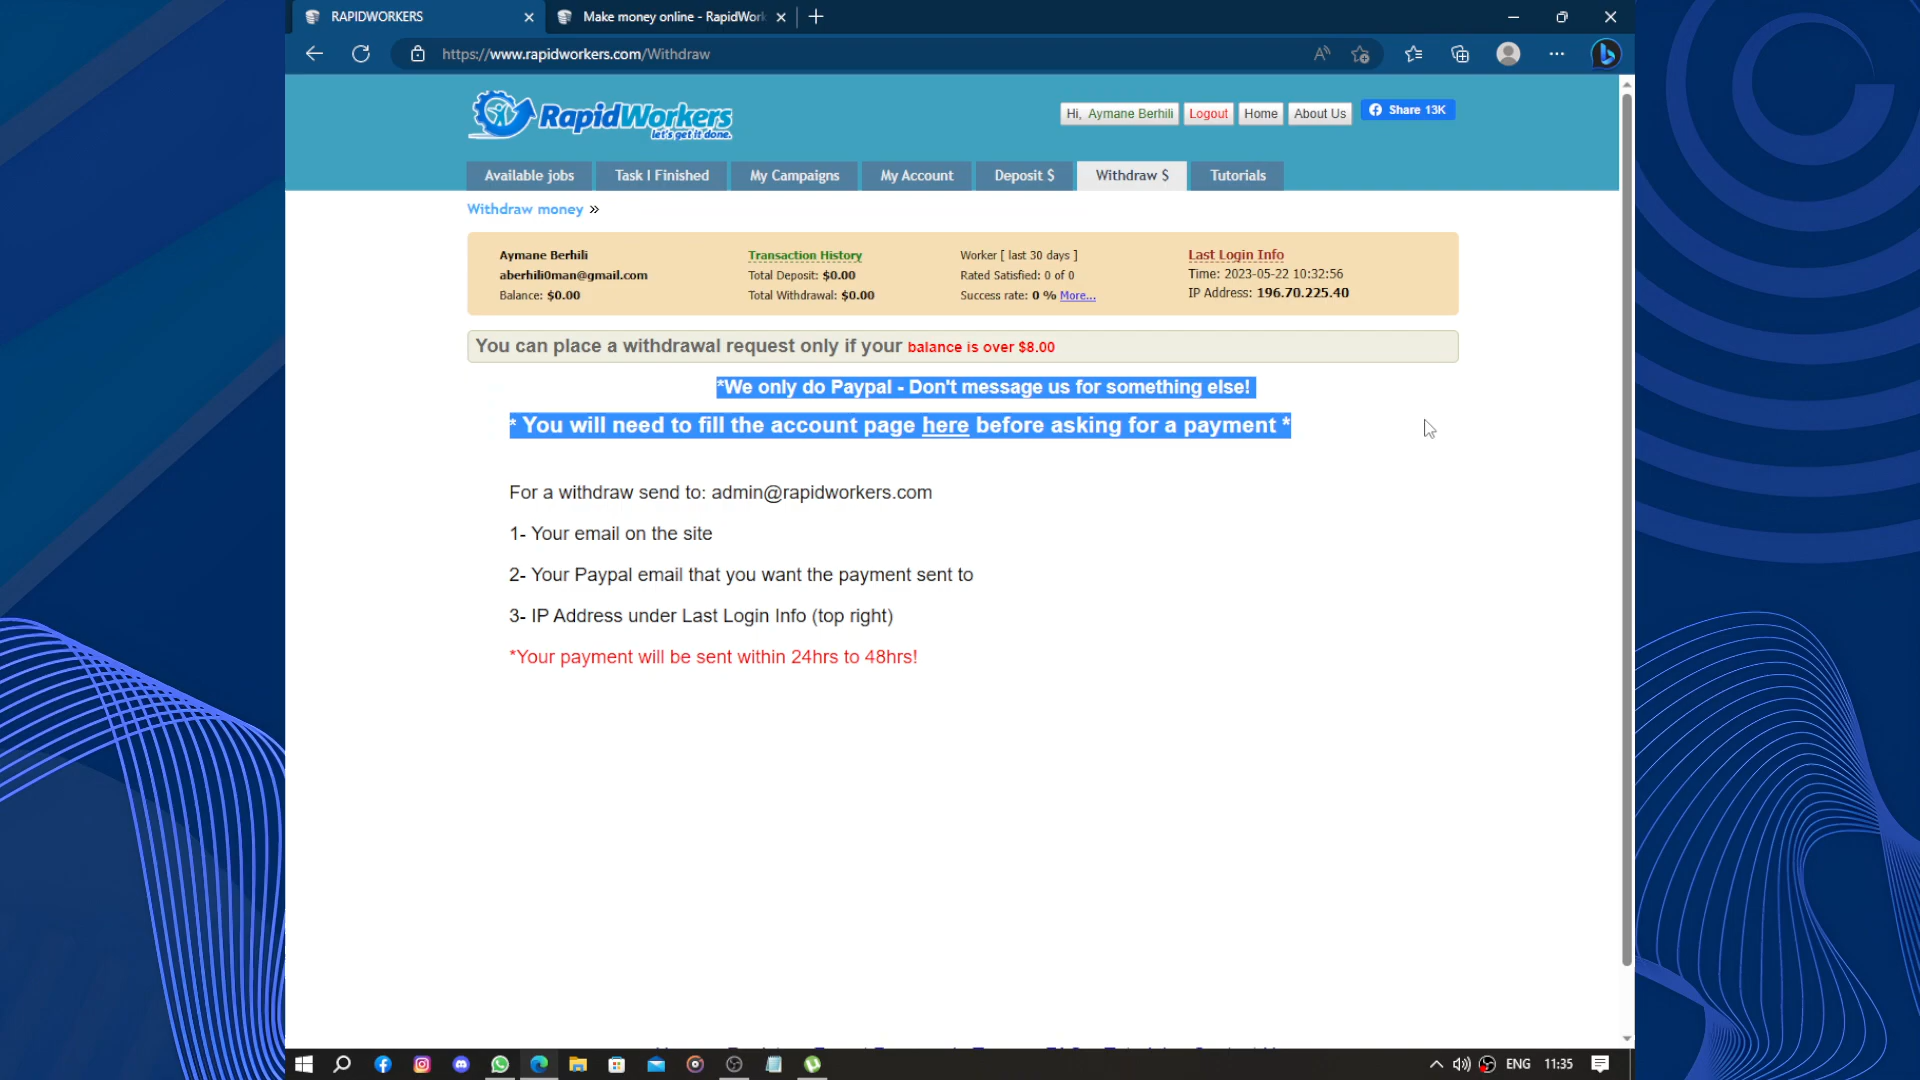 RAPIDWORKERS
Make money online - RapidWork
https://www.rapidworkers.com/Withdraw
RapidWorkers
let's get it done.
Hi, Aymane Berhili
Logout
Home
About Us
Share 13K
Available jobs
Task I Finished
My Campaigns
My Account
Deposit $
Withdraw $
Tutorials
Withdraw money »
Aymane Berhili
aberhili0man@gmail.com
Balance: $0.00
Transaction History
Total Deposit: $0.00
Total Withdrawal: $0.00
Worker [ last 30 days ]
Rated Satisfied: 0 of 0
Success rate: 0 % More...
Last Login Info
Time: 2023-05-22 10:32:56
IP Address: 196.70.225.40
You can place a withdrawal request only if your balance is over $8.00
*We only do Paypal - Don't message us for something else!
* You will need to fill the account page here before asking for a payment *
For a withdraw send to: admin@rapidworkers.com
1- Your email on the site
2- Your Paypal email that you want the payment sent to
3- IP Address under Last Login Info (top right)
*Your payment will be sent within 24hrs to 48hrs!
ENG
11:35